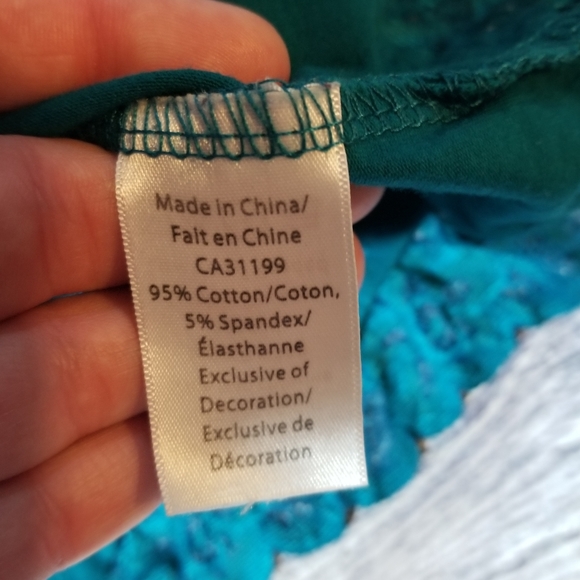 Made in China/
Fait en Chine
CA31199
95% Cotton/Coton,
5% Spandex/
Élasthanne
Exclusive of
Decoration/
Exclusive de
Décoration